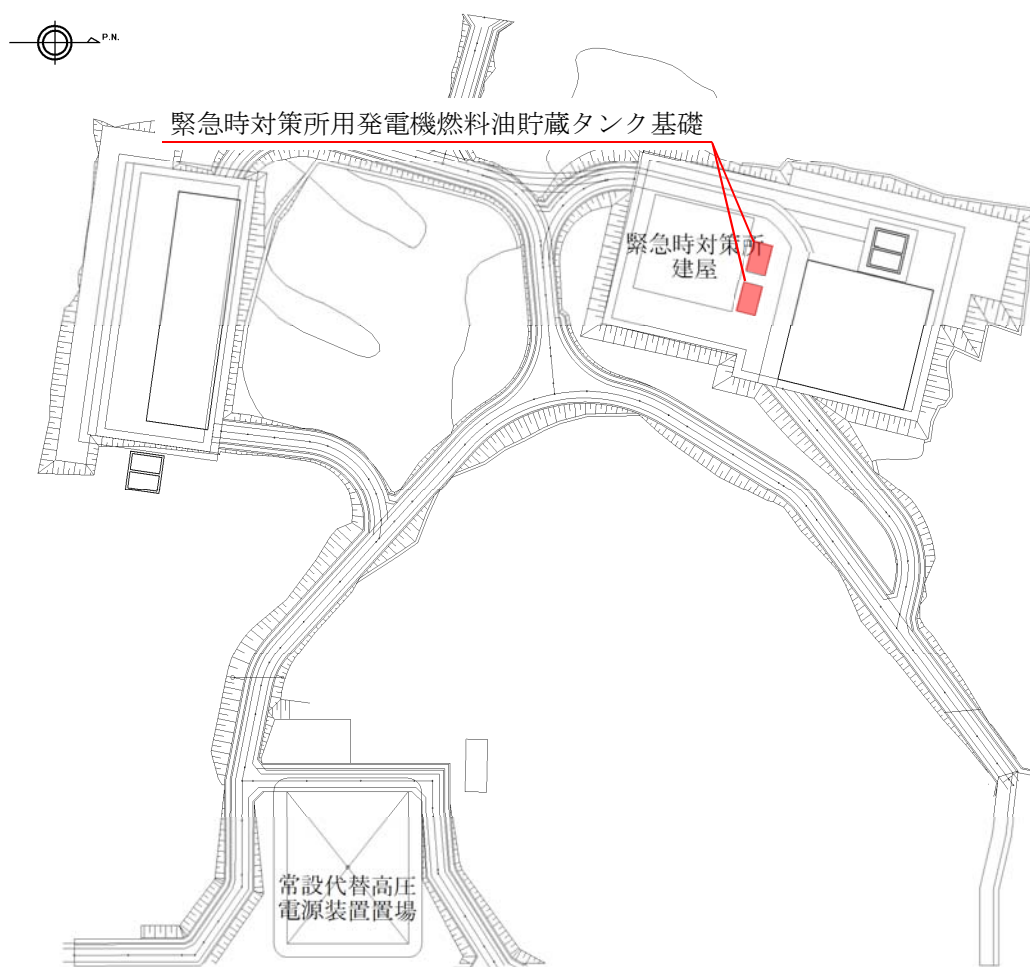 P.N.
緊急時対策所用発電機燃料油貯蔵タンク基礎
緊急時対策所
建屋
常設代替高圧
電源装置置場